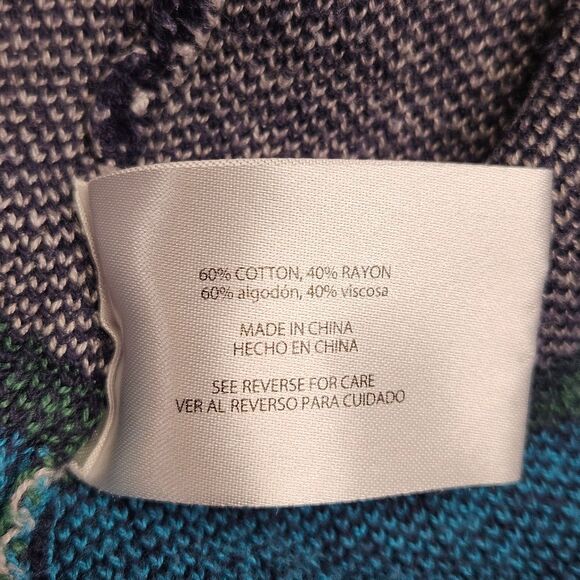 60% COTTON, 40% RAYON
60% algodón, 40% viscosa
MADE IN CHINA
HECHO EN CHINA
SEE REVERSE FOR CARE
VER AL REVERSO PARA CUIDADO